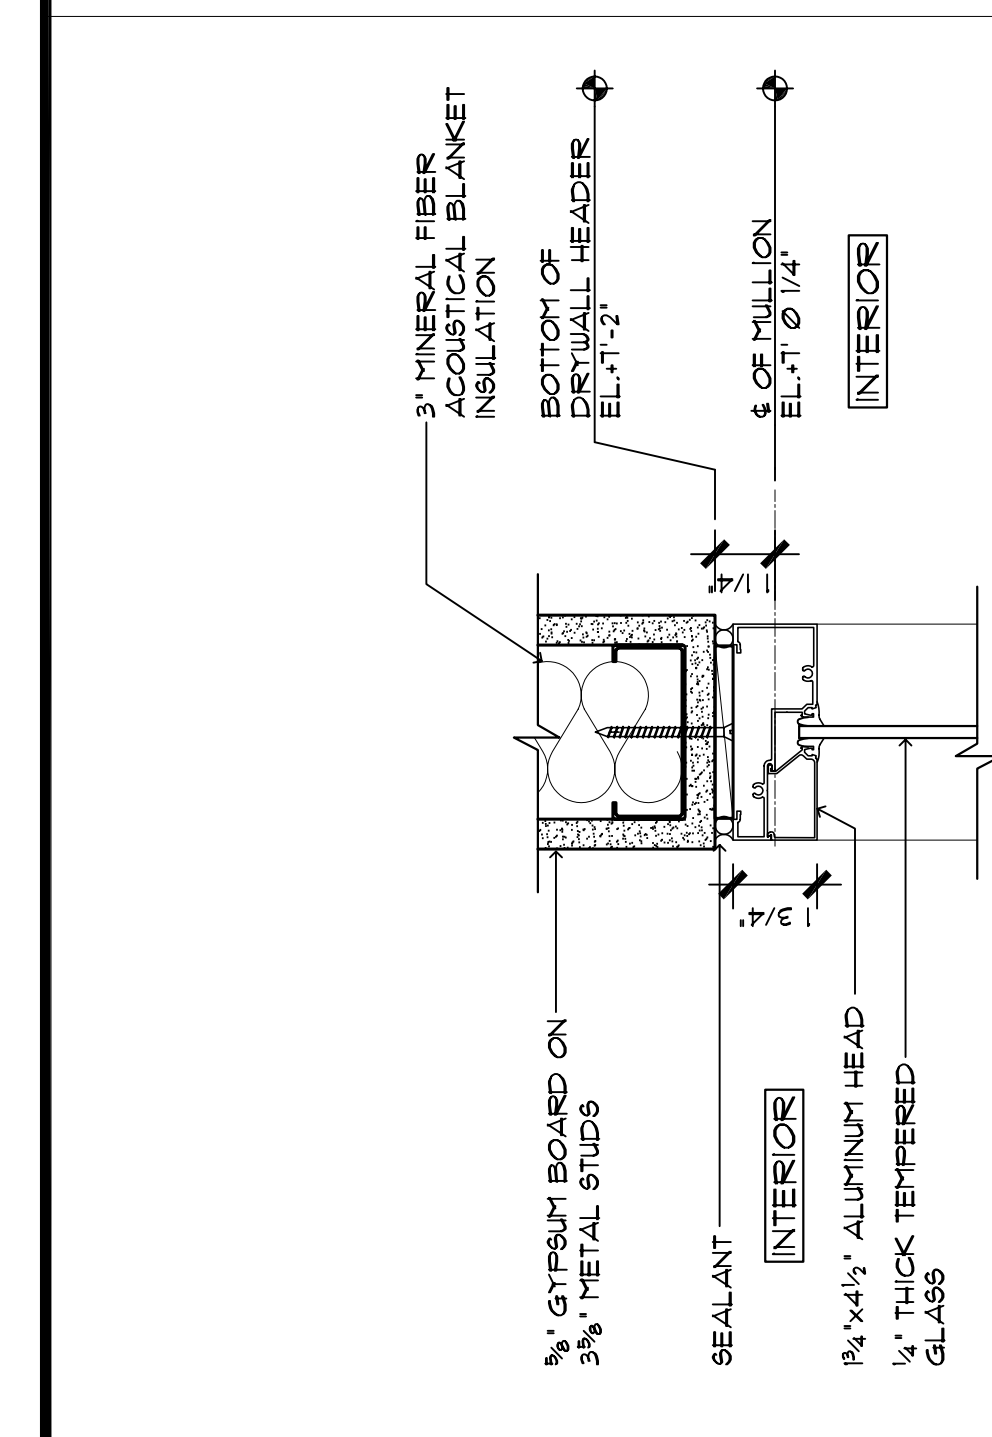 3" MINERAL FIBER
ACOUSTICAL BLANKET
INSULATION
BOTTOM OF
DRYWALL HEADER
EL.+7'-2"
℄ OF MULLION
EL.+7' Ø 1/4"
INTERIOR
1 1/4"
1 3/4"
5/8" GYPSUM BOARD ON
3 5/8" METAL STUDS
SEALANT
INTERIOR
1 3/4"x4 1/2" ALUMINUM HEAD
1/4" THICK TEMPERED
GLASS